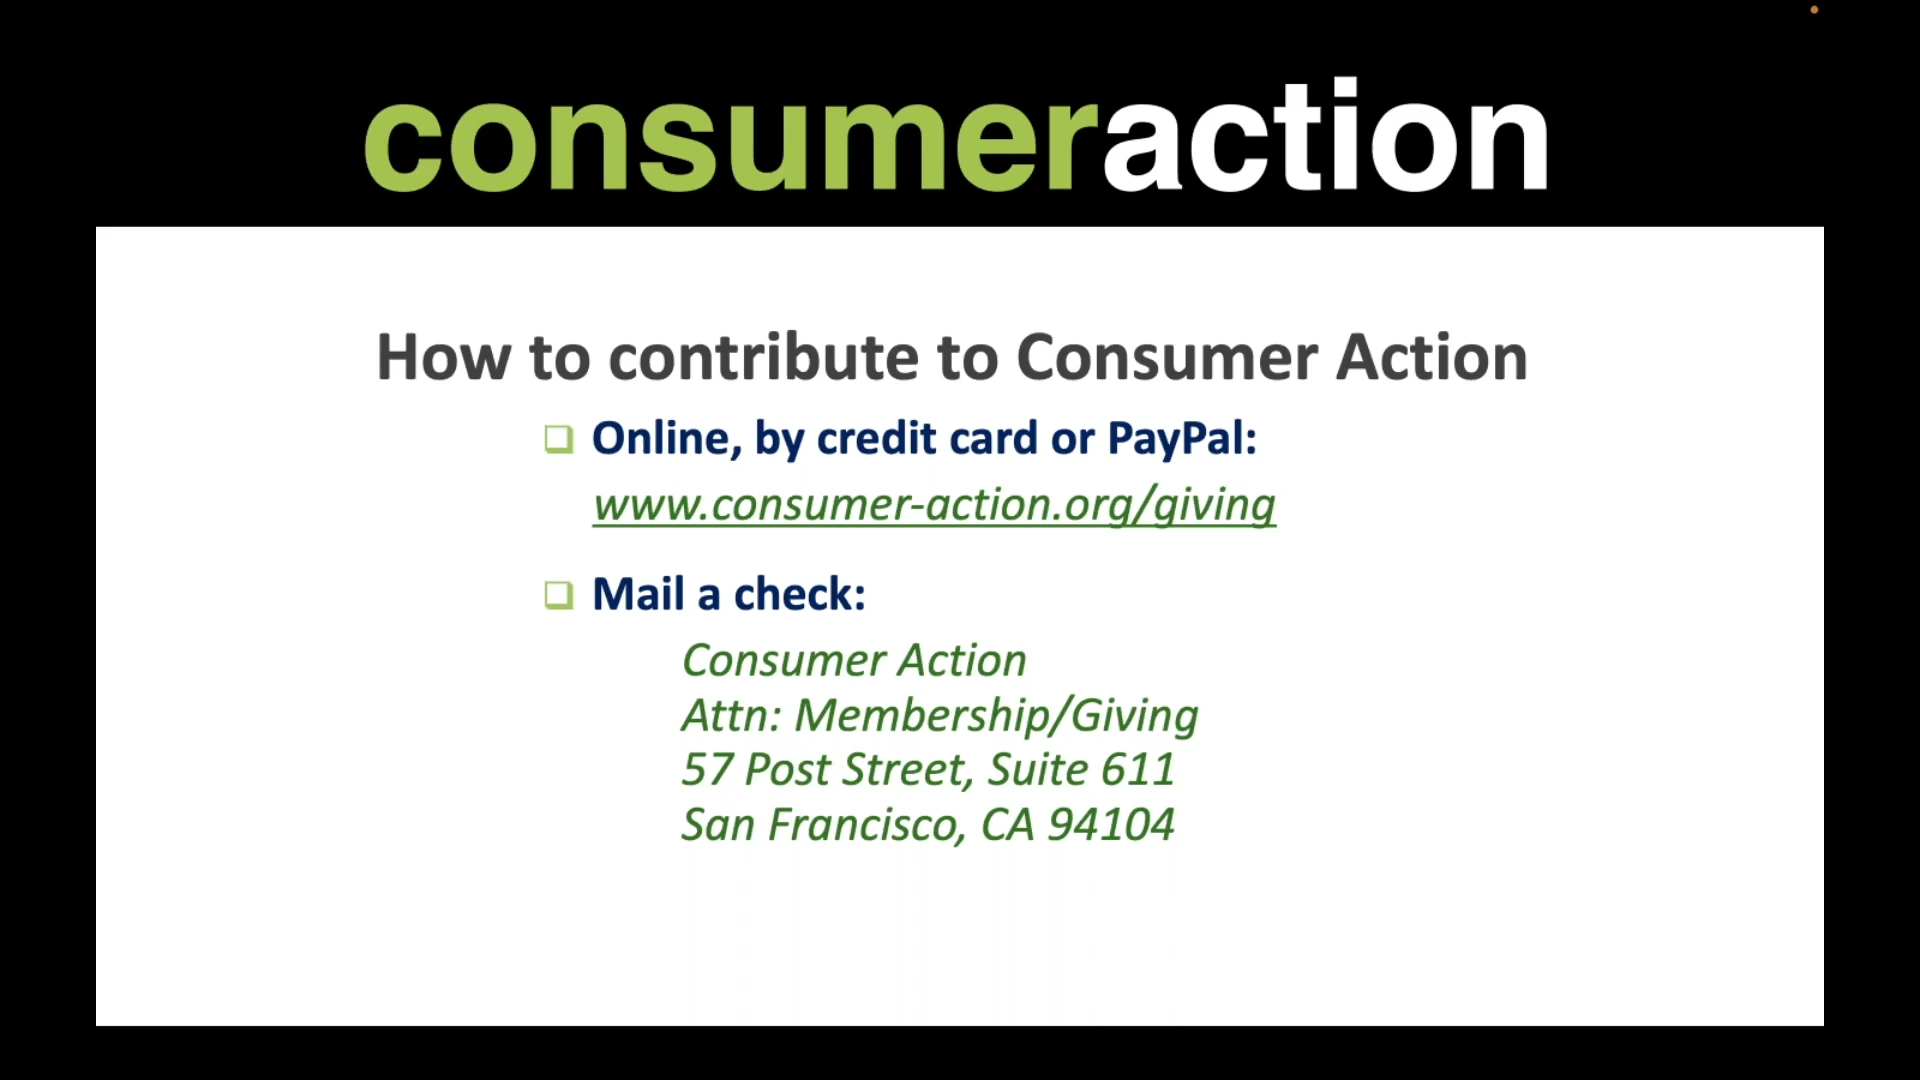 consumeraction
How to contribute to Consumer Action
Online, by credit card or PayPal:
www.consumer-action.org/giving
Mail a check:
Consumer Action
Attn: Membership/Giving
57 Post Street, Suite 611
San Francisco, CA 94104